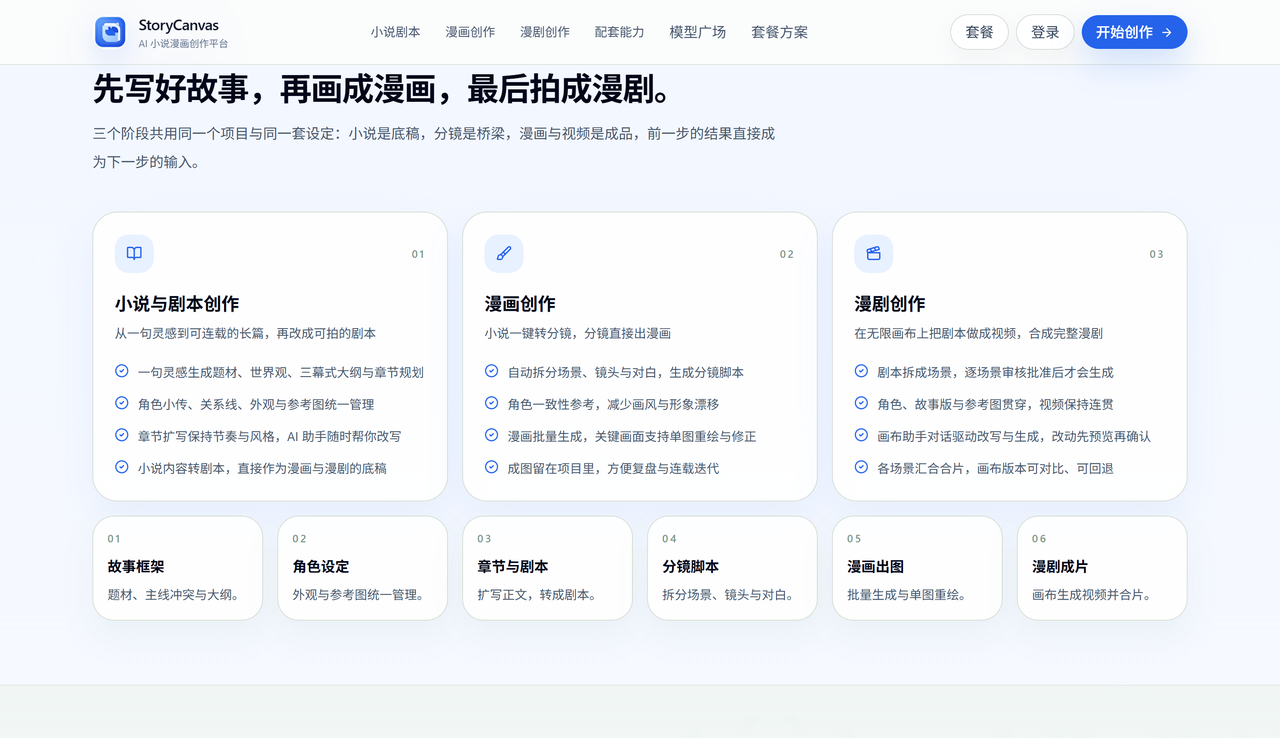 StoryCanvas
AI 小说漫画创作平台
小说剧本
漫画创作
漫剧创作
配套能力
模型广场
套餐方案
套餐
登录
开始创作 →
先写好故事，再画成漫画，最后拍成漫剧。
三个阶段共用同一个项目与同一套设定：小说是底稿，分镜是桥梁，漫画与视频是成品，前一步的结果直接成
为下一步的输入。
01
小说与剧本创作
从一句灵感到可连载的长篇，再改成可拍的剧本
一句灵感生成题材、世界观、三幕式大纲与章节规划
角色小传、关系线、外观与参考图统一管理
章节扩写保持节奏与风格，AI 助手随时帮你改写
小说内容转剧本，直接作为漫画与漫剧的底稿
02
漫画创作
小说一键转分镜，分镜直接出漫画
自动拆分场景、镜头与对白，生成分镜脚本
角色一致性参考，减少画风与形象漂移
漫画批量生成，关键画面支持单图重绘与修正
成图留在项目里，方便复盘与连载迭代
03
漫剧创作
在无限画布上把剧本做成视频，合成完整漫剧
剧本拆成场景，逐场景审核批准后才会生成
角色、故事版与参考图贯穿，视频保持连贯
画布助手对话驱动改写与生成，改动先预览再确认
各场景汇合合片，画布版本可对比、可回退
01
故事框架
题材、主线冲突与大纲。
02
角色设定
外观与参考图统一管理。
03
章节与剧本
扩写正文，转成剧本。
04
分镜脚本
拆分场景、镜头与对白。
05
漫画出图
批量生成与单图重绘。
06
漫剧成片
画布生成视频并合片。